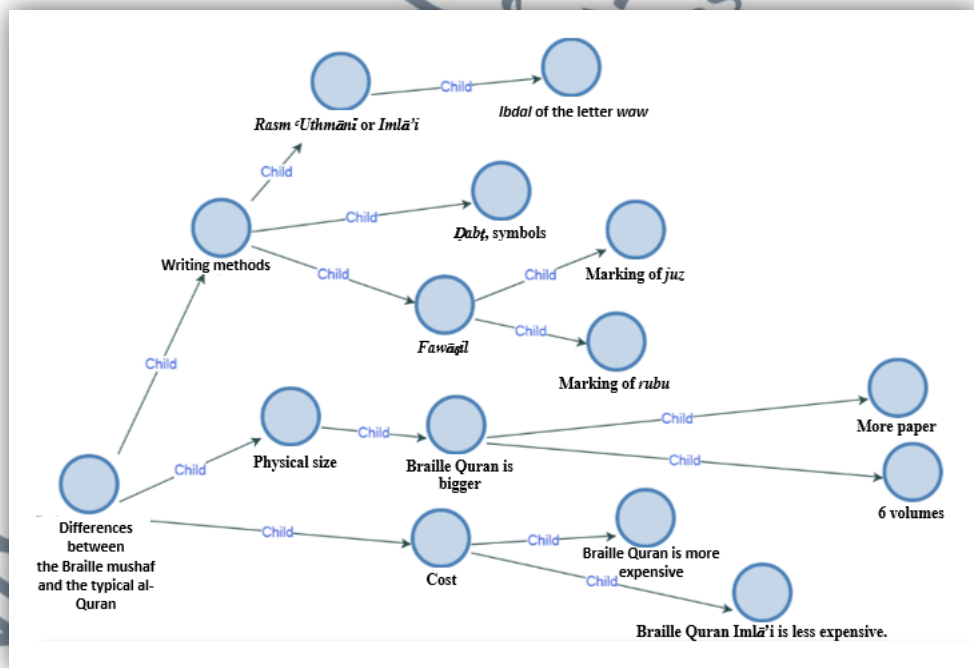 Child
Rasm ʿUthmānī or Imlā’i
Ibdal of the letter waw
Child
Child
Ḍabṭ, symbols
Writing methods
Child
Child
Marking of juz
Fawāṣil
Child
Marking of rubu
Child
Child
More paper
Child
Physical size
Child
Braille Quran is
bigger
Child
6 volumes
Child
Differences
between
the Braille mushaf
and the typical al-
Quran
Child
Cost
Child
Braille Quran is more
expensive
Child
Braille Quran Imlā’i is less expensive.